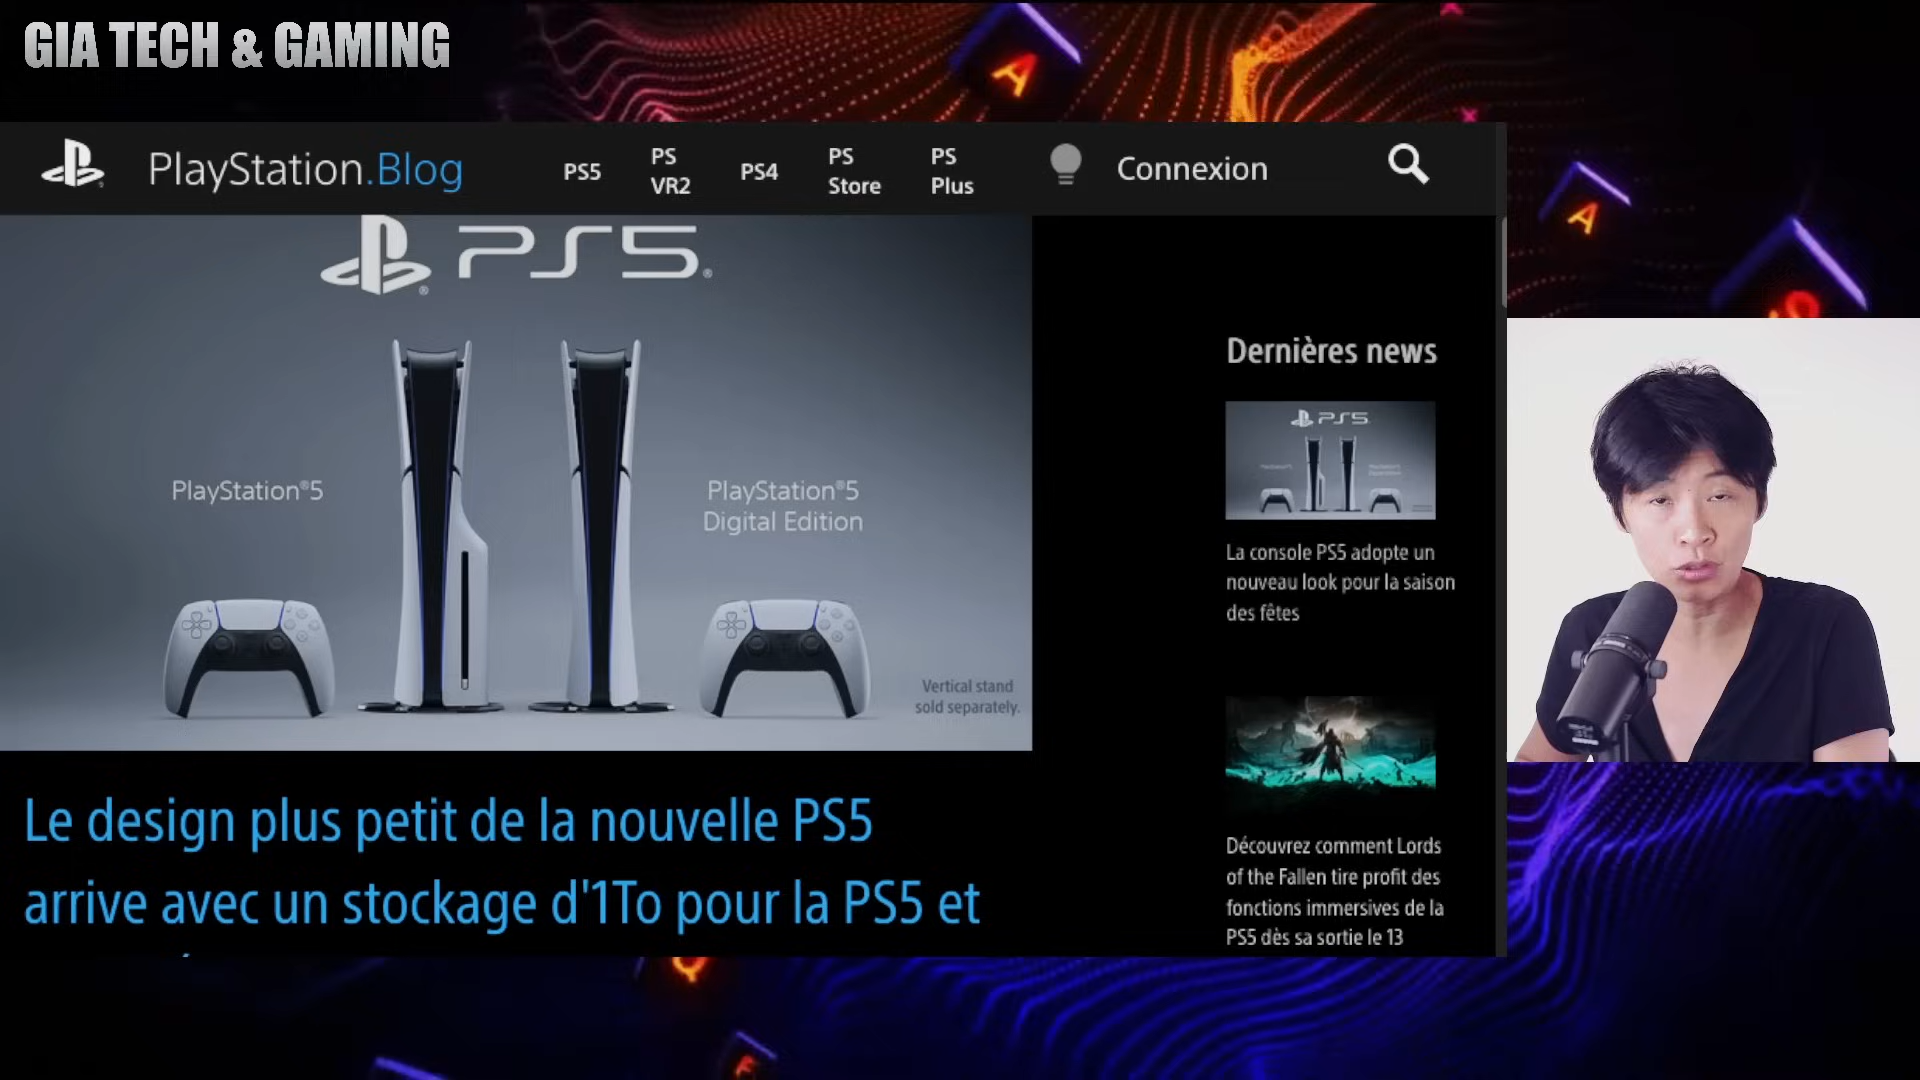 GIA TECH & GAMING
PlayStation.Blog
PS5
PS
VR2
PS4
PS
Store
PS
Plus
Connexion
PS5
PlayStation®5
PlayStation®5
Digital Edition
Vertical stand
sold separately.
Le design plus petit de la nouvelle PS5
arrive avec un stockage d'1To pour la PS5 et
Dernières news
PS5
La console PS5 adopte un
nouveau look pour la saison
des fêtes
Découvrez comment Lords
of the Fallen tire profit des
fonctions immersives de la
PS5 dès sa sortie le 13
A
A
Q